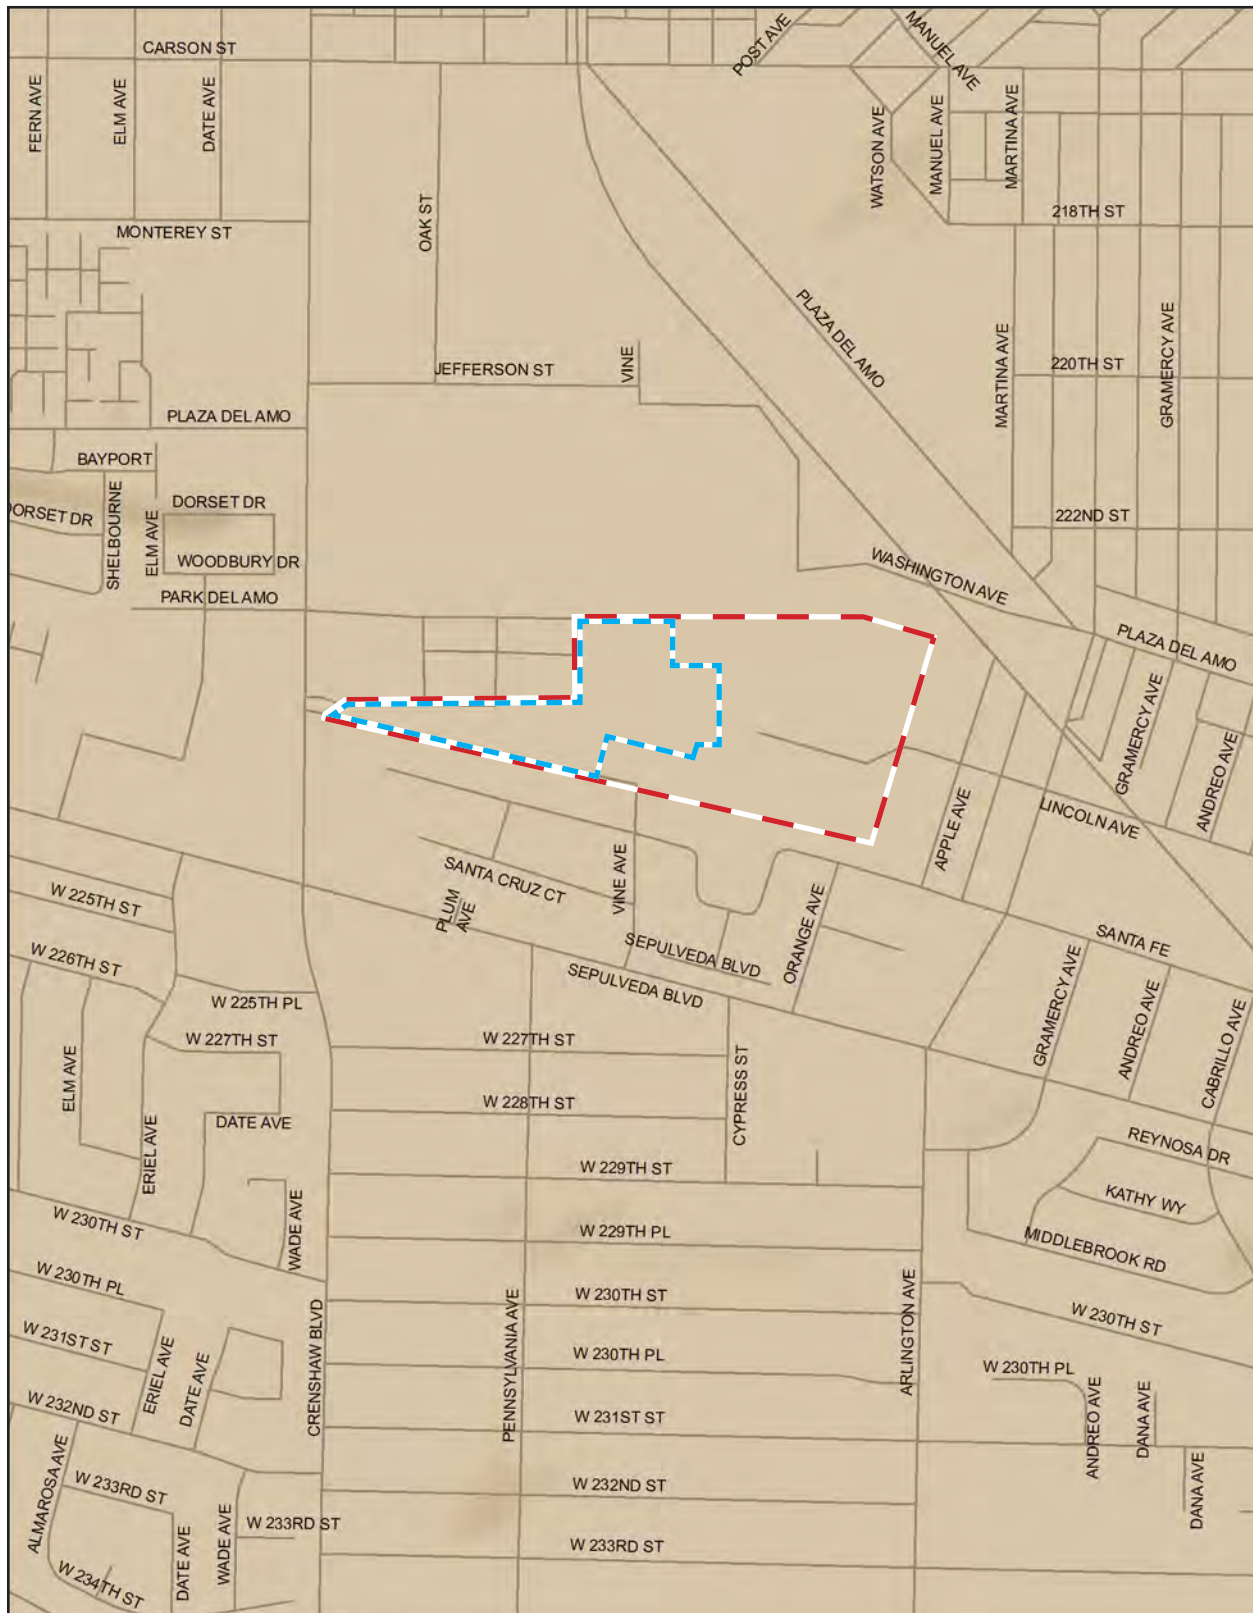 CARSON ST
POST AVE
MANUEL AVE
FERN AVE
ELM AVE
DATE AVE
WATSON AVE
MANUEL AVE
MARTINA AVE
OAK ST
218TH ST
MONTEREY ST
PLAZA DEL AMO
MARTINA AVE
GRAMERCY AVE
220TH ST
JEFFERSON ST
VINE
PLAZA DEL AMO
BAYPORT
SHELBOURNE
DORSET DR
DORSET DR
ELM AVE
222ND ST
WOODBURY DR
WASHINGTON AVE
PARK DEL AMO
PLAZA DEL AMO
GRAMERCY AVE
ANDREO AVE
LINCOLN AVE
APPLE AVE
SANTA CRUZ CT
VINE AVE
PLUM
AVE
ORANGE AVE
W 225TH ST
SEPULVEDA BLVD
SANTA FE
W 226TH ST
SEPULVEDA BLVD
W 225TH PL
GRAMERCY AVE
ANDREO AVE
CABRILLO AVE
W 227TH ST
W 227TH ST
ELM AVE
CYPRESS ST
W 228TH ST
DATE AVE
ERIEL AVE
REYNOSA DR
W 229TH ST
KATHY WY
W 230TH ST
WADE AVE
W 229TH PL
MIDDLEBROOK RD
W 230TH PL
W 230TH ST
ARLINGTON AVE
W 230TH ST
CRENSHAW BLVD
PENNSYLVANIA AVE
W 231ST ST
ERIEL AVE
DATE AVE
W 230TH PL
W 230TH PL
W 232ND ST
W 231ST ST
ANDREO AVE
DANA AVE
ALMAROSA AVE
W 233RD ST
W 232ND ST
DANA AVE
DATE AVE
WADE AVE
W 233RD ST
W 233RD ST
W 234TH ST